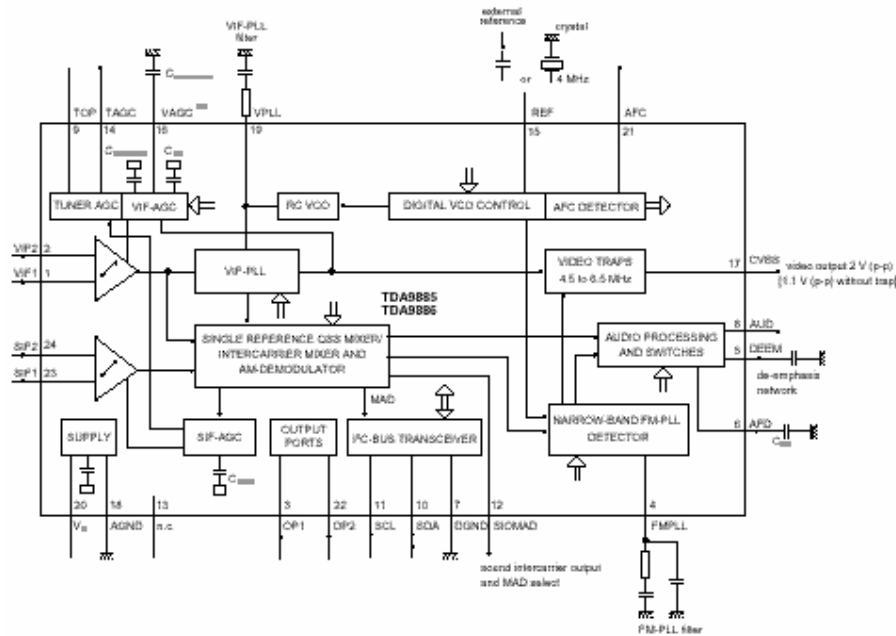 VIF-PLL
filter
external
reference
crystal
or
4 MHz
TOP
TAGC
VAGC
VPLL
REF
AFC
9
14
16
19
15
21
C
C
C
TUNER AGC
VIF-AGC
RC VCO
DIGITAL VCO CONTROL
AFC DETECTOR
VIF2
2
VIF1
1
VIF-PLL
VIDEO TRAPS
4.5 to 6.5 MHz
17
CVBS
video output 2 V (p-p)
[1.1 V (p-p) without trap]
TDA9885
TDA9886
SIF2
24
SIF1
23
SINGLE REFERENCE QSS MIXER/
INTERCARRIER MIXER AND
AM-DEMODULATOR
AUDIO PROCESSING
AND SWITCHES
8
AUD
5
DEEM
de-emphasis
network
6
AFD
C
MAD
SUPPLY
SIF-AGC
C
OUTPUT
PORTS
I²C-BUS TRANSCEIVER
NARROW-BAND FM-PLL
DETECTOR
20
18
13
3
22
11
10
7
12
4
V
AGND
n.c.
OP1
OP2
SCL
SDA
DGND
SIOMAD
FMPLL
sound intercarrier output
and MAD select
FM-PLL filter